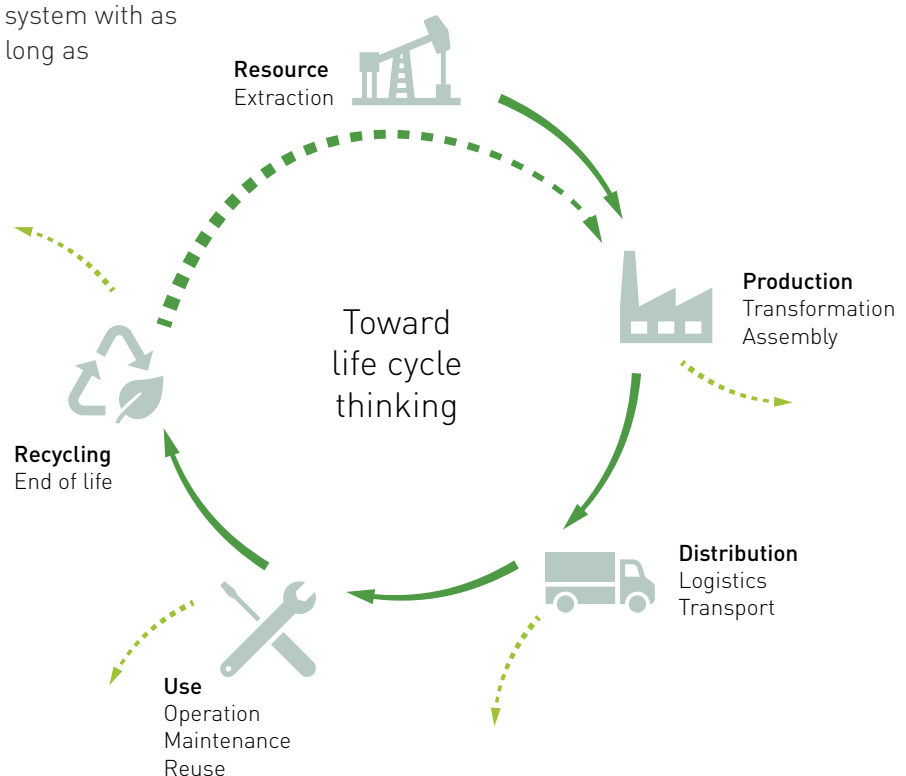 system with as
long as
Resource
Extraction
Production
Transformation
Assembly
Toward
life cycle
thinking
Recycling
End of life
Distribution
Logistics
Transport
Use
Operation
Maintenance
Reuse